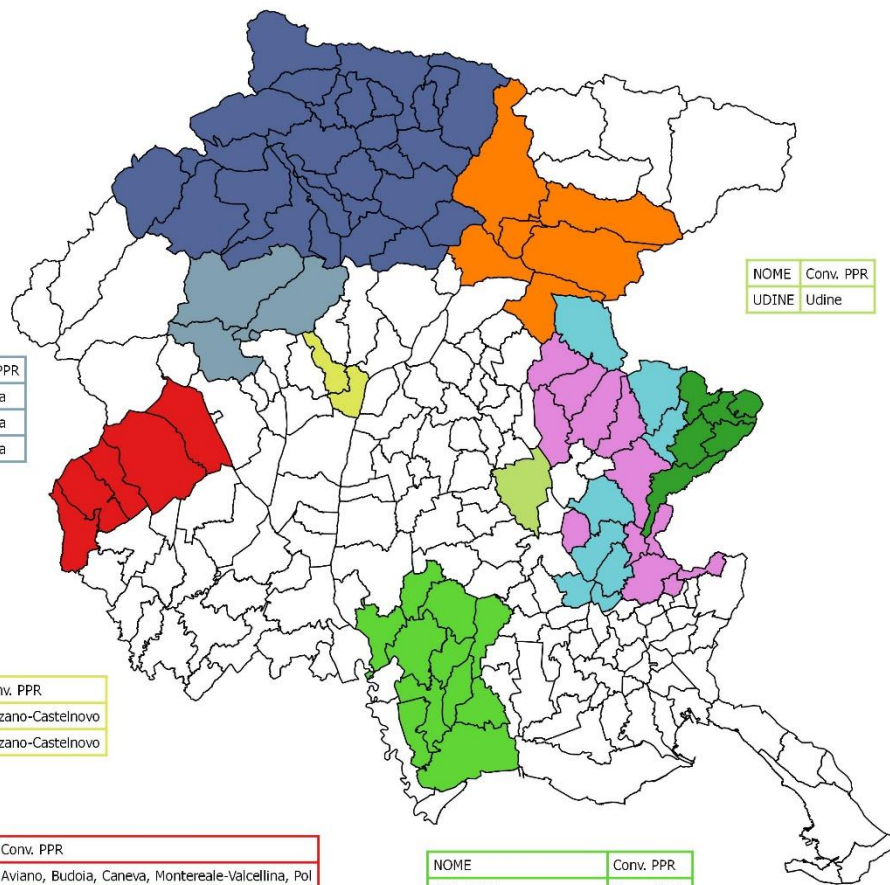 NOME Conv. PPR
UDINE Udine
PPR
a
a
a
nv. PPR
zano-Castelnovo
zano-Castelnovo
Conv. PPR
Aviano, Budoia, Caneva, Montereale-Valcellina, Pol
NOME Conv. PPR